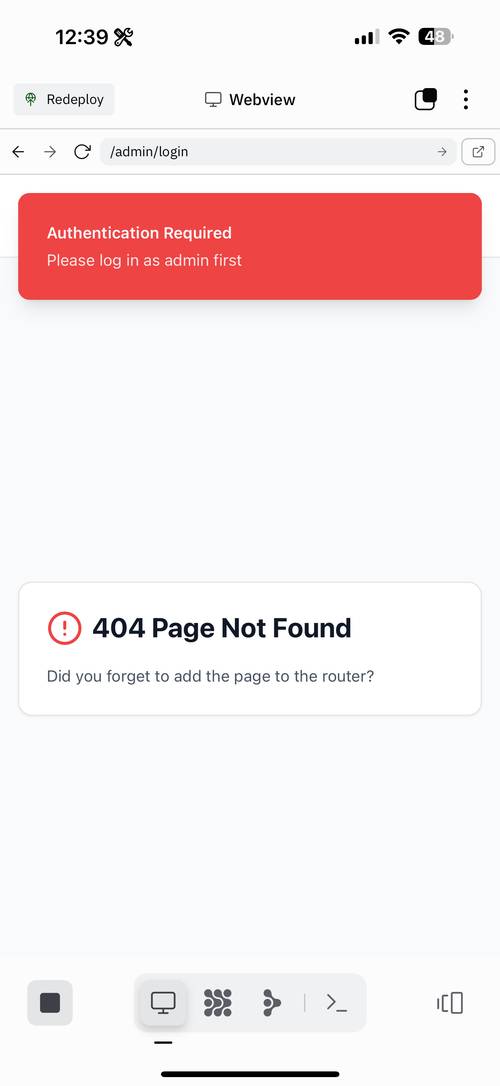 12:39
48
Redeploy
Webview
/admin/login
Authentication Required
Please log in as admin first
404 Page Not Found
Did you forget to add the page to the router?